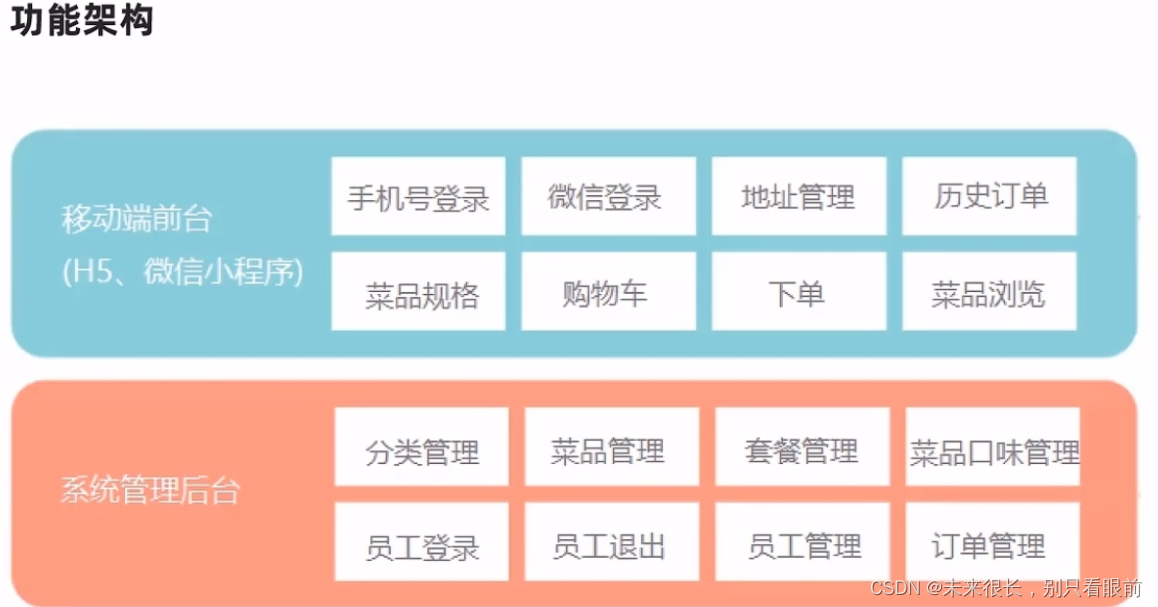 功能架构
手机号登录 微信登录 地址管理 历史订单
移动端前台
(H5、微信小程序)
菜品规格 购物车 下单 菜品浏览
分类管理 菜品管理 套餐管理 菜品口味管理
系统管理后台
员工登录 员工退出 员工管理 订单管理
CSDN @未来很长，别只看眼前